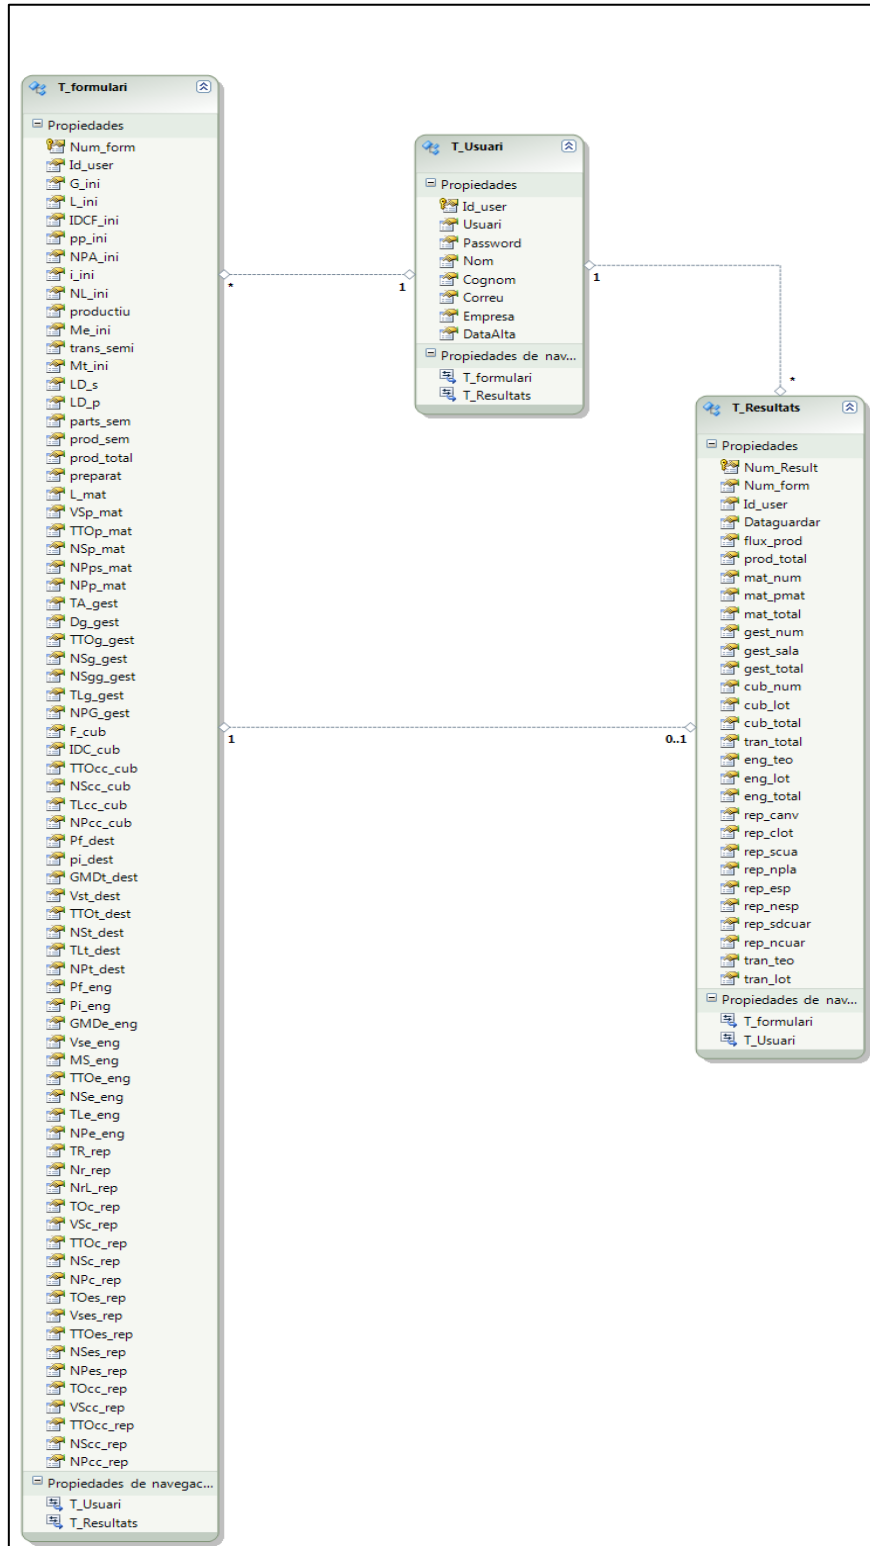 T_formulari
Propiedades
Num_form
Id_user
G_ini
L_ini
IDCF_ini
pp_ini
NPA_ini
i_ini
NL_ini
productiu
Me_ini
trans_semi
Mt_ini
LD_s
LD_p
parts_sem
prod_sem
prod_total
preparat
L_mat
VSp_mat
TTOp_mat
NSp_mat
NPps_mat
NPp_mat
TA_gest
Dg_gest
TTOg_gest
NSg_gest
NSgg_gest
TLg_gest
NPG_gest
F_cub
IDC_cub
TTOcc_cub
NScc_cub
TLcc_cub
NPcc_cub
Pf_dest
pi_dest
GMDt_dest
Vst_dest
TTOt_dest
NSt_dest
TLt_dest
NPt_dest
Pf_eng
Pi_eng
GMDe_eng
Vse_eng
MS_eng
TTOe_eng
NSe_eng
TLe_eng
NPe_eng
TR_rep
Nr_rep
NrL_rep
TOc_rep
VSc_rep
TTOc_rep
NSc_rep
NPc_rep
TOes_rep
Vses_rep
TTOes_rep
NSes_rep
NPes_rep
TOcc_rep
VScc_rep
TTOcc_rep
NScc_rep
NPcc_rep
Propiedades de navegac...
T_Usuari
T_Resultats
* 1
T_Usuari
Propiedades
Id_user
Usuari
Password
Nom
Cognom
Correu
Empresa
DataAlta
Propiedades de nav...
T_formulari
T_Resultats
1
*
1 0..1
T_Resultats
Propiedades
Num_Result
Num_form
Id_user
Dataguardar
flux_prod
prod_total
mat_num
mat_pmat
mat_total
gest_num
gest_sala
gest_total
cub_num
cub_lot
cub_total
tran_total
eng_teo
eng_lot
eng_total
rep_canv
rep_clot
rep_scua
rep_npla
rep_esp
rep_nesp
rep_sdcuar
rep_ncuar
tran_teo
tran_lot
Propiedades de nav...
T_formulari
T_Usuari